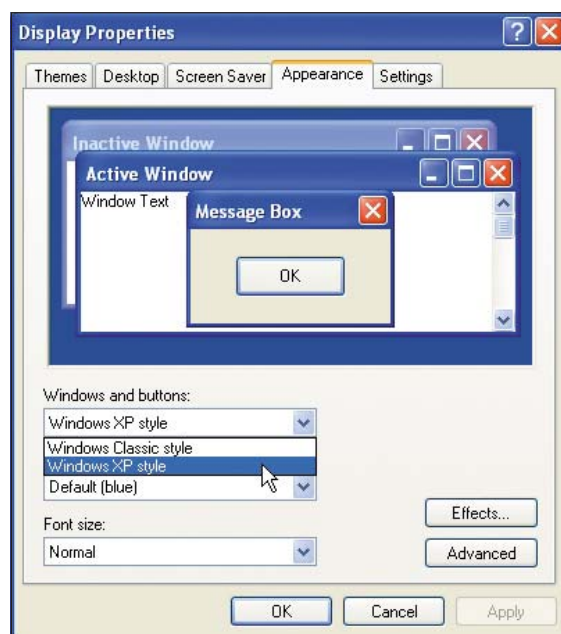 Display Properties
Themes Desktop Screen Saver Appearance Settings
Inactive Window
Active Window
Window Text
Message Box
OK
Windows and buttons:
Windows XP style
Windows Classic style
Windows XP style
Default (blue)
Effects...
Font size:
Normal
Advanced
OK Cancel Apply